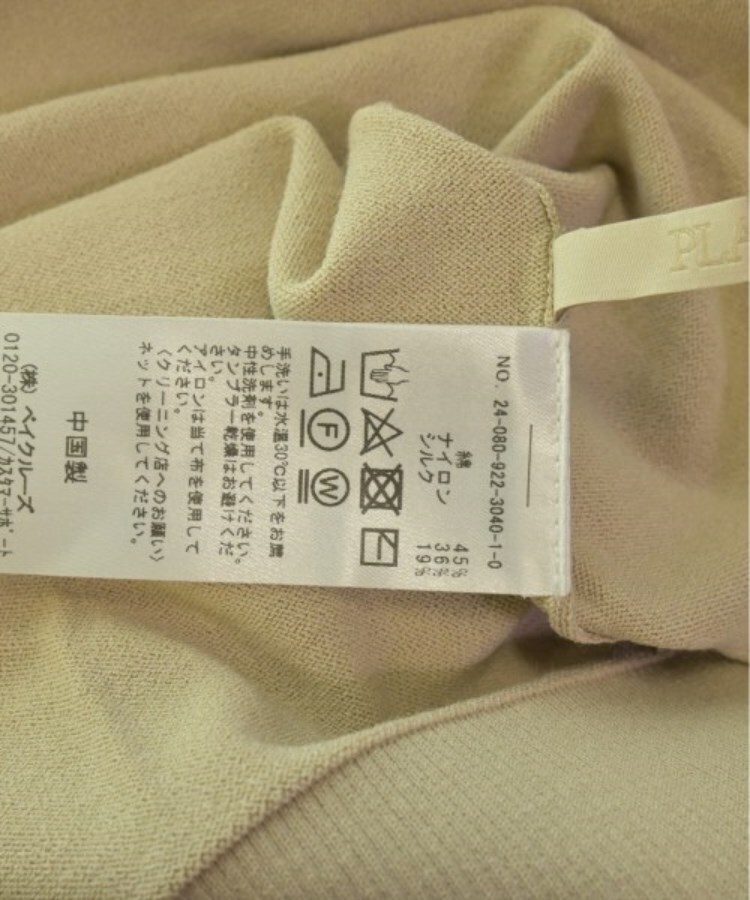 PLA
NO. 24-080-922-3040-1-0
綿 45%
ナイロン 36%
シルク 19%
F W
手洗いは水温30℃以下をお薦
めします。
中性洗剤を使用してください。
タンブラー乾燥はお避けくだ
さい。
アイロンは当て布を使用して
ください。
〈クリーニング店へのお願い〉
ネットを使用してください。
中国製
(株) ベイクルーズ
0120-301457/カスタマーサポート